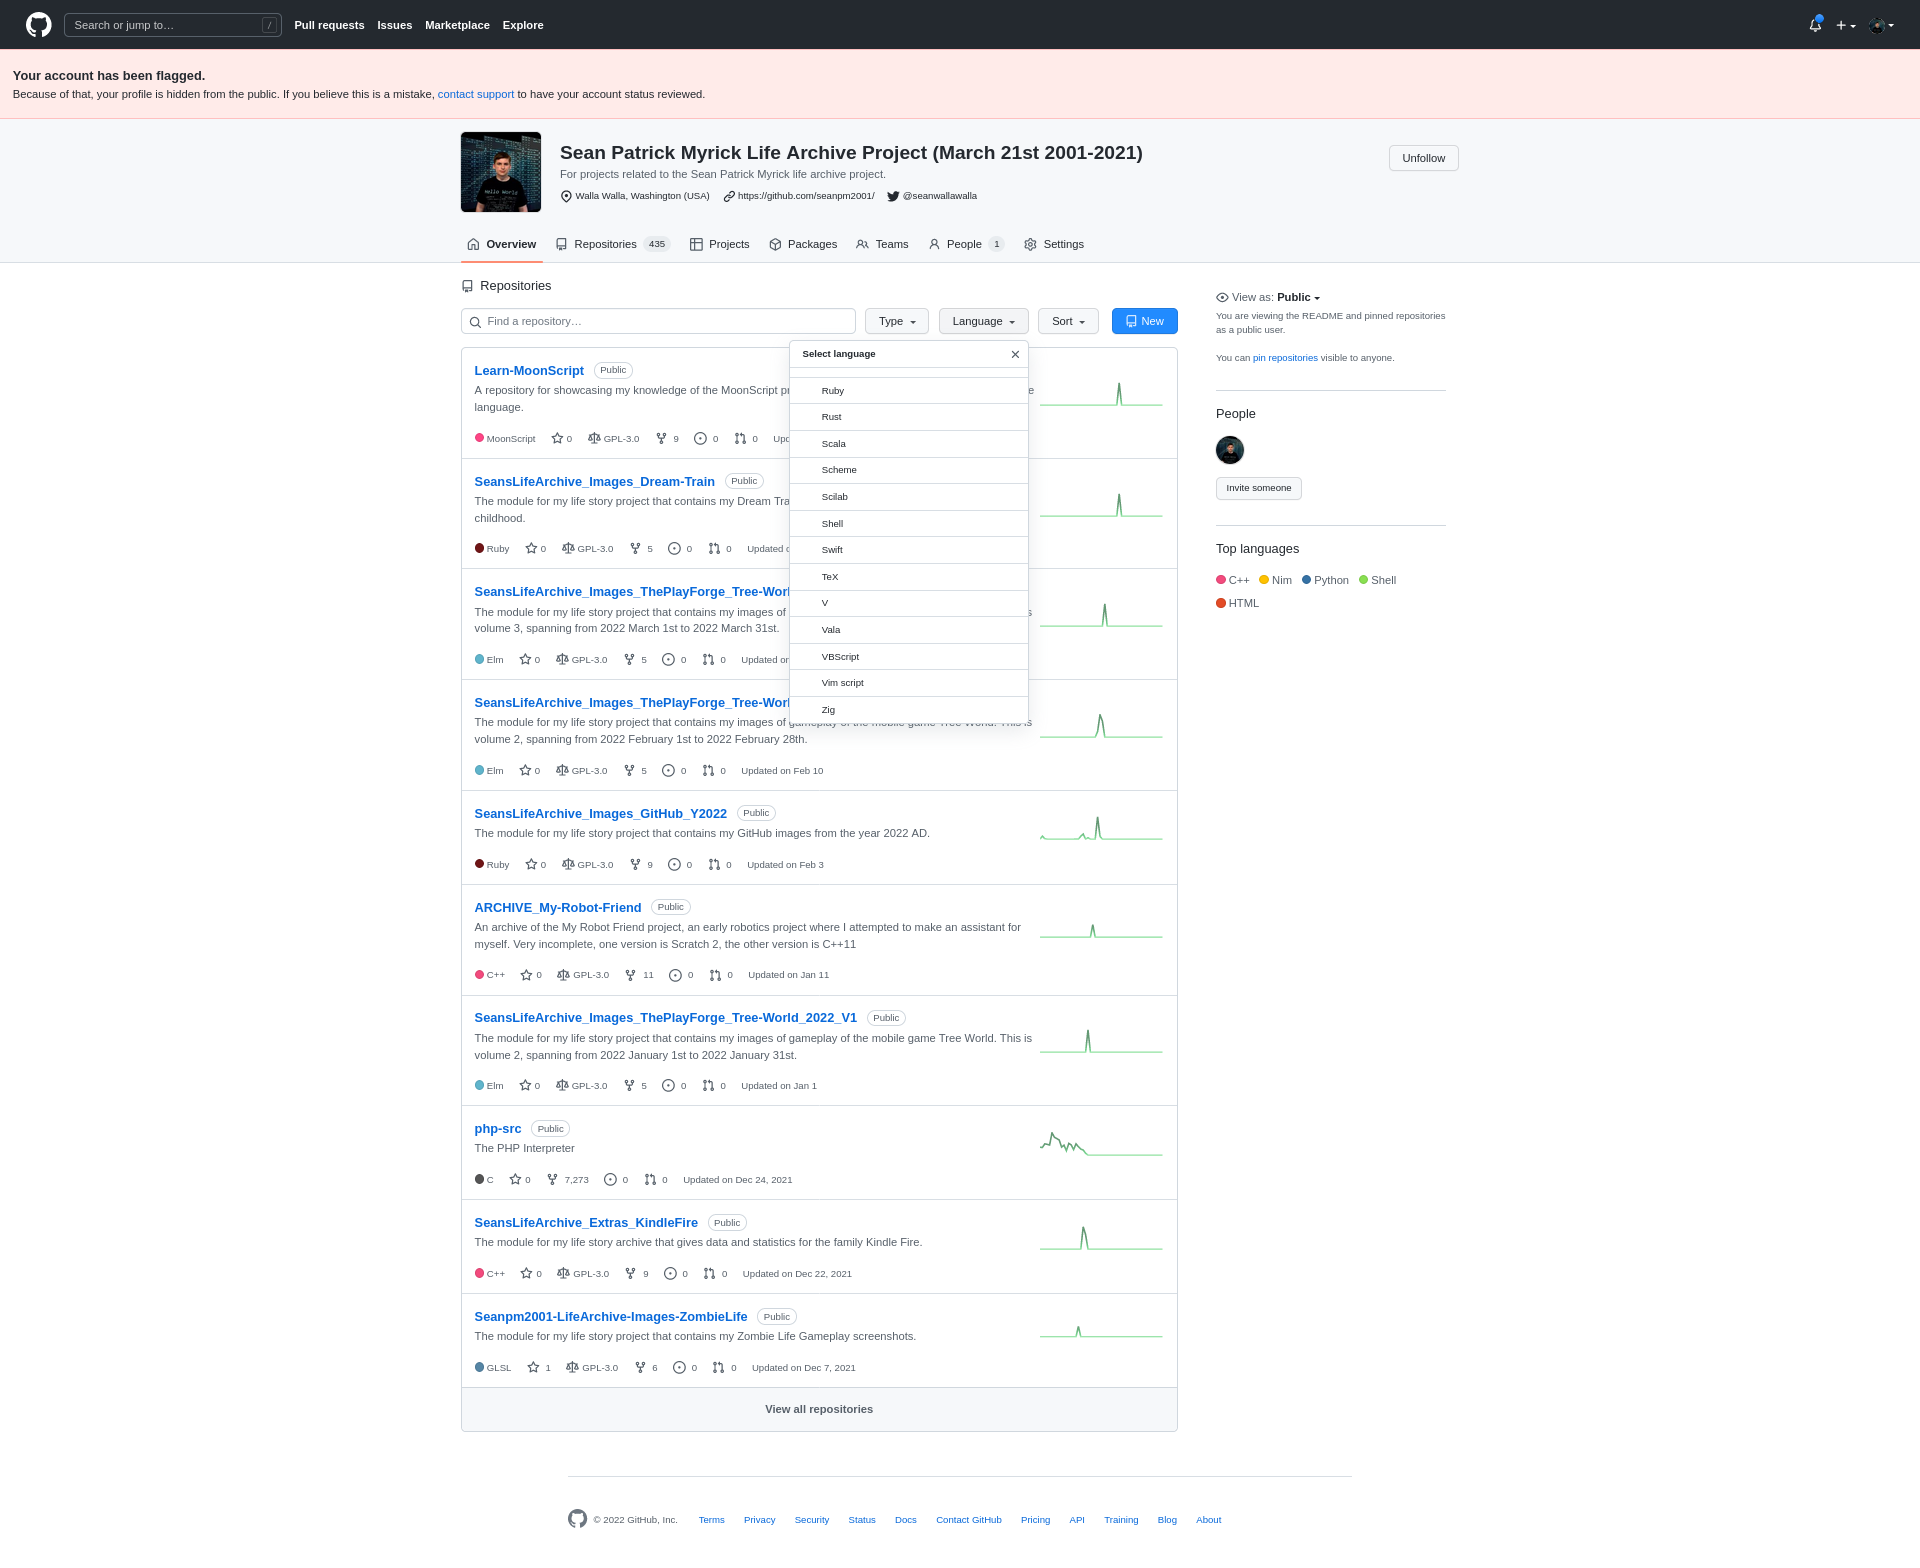 Search or jump to…
/
Pull requests
Issues
Marketplace
Explore
Your account has been flagged.
Because of that, your profile is hidden from the public. If you believe this is a mistake, contact support to have your account status reviewed.
Sean Patrick Myrick Life Archive Project (March 21st 2001-2021)
For projects related to the Sean Patrick Myrick life archive project.
Walla Walla, Washington (USA)
https://github.com/seanpm2001/
@seanwallawalla
Unfollow
Hello World
Overview
Repositories 435
Projects
Packages
Teams
People 1
Settings
Repositories
Find a repository…
Type
Language
Sort
New
Select language
Ruby
Rust
Scala
Scheme
Scilab
Shell
Swift
TeX
V
Vala
VBScript
Vim script
Zig
Learn-MoonScript Public
A repository for showcasing my knowledge of the MoonScript
language.
MoonScript 0 GPL-3.0 9 0 0
SeansLifeArchive_Images_Dream-Train Public
The module for my life story project that contains my Dream
childhood.
Ruby 0 GPL-3.0 5 0 0 Updated
SeansLifeArchive_Images_ThePlayForge_Tree-Worl
The module for my life story project that contains my images of
volume 3, spanning from 2022 March 1st to 2022 March 31st.
Elm 0 GPL-3.0 5 0 0 Updated on
SeansLifeArchive_Images_ThePlayForge_Tree-Worl
The module for my life story project that contains my images of gameplay of the mobile game Tree World. This is
volume 2, spanning from 2022 February 1st to 2022 February 28th.
Elm 0 GPL-3.0 5 0 0 Updated on Feb 10
SeansLifeArchive_Images_GitHub_Y2022 Public
The module for my life story project that contains my GitHub images from the year 2022 AD.
Ruby 0 GPL-3.0 9 0 0 Updated on Feb 3
ARCHIVE_My-Robot-Friend Public
An archive of the My Robot Friend project, an early robotics project where I attempted to make an assistant for
myself. Very incomplete, one version is Scratch 2, the other version is C++11
C++ 0 GPL-3.0 11 0 0 Updated on Jan 11
SeansLifeArchive_Images_ThePlayForge_Tree-World_2022_V1 Public
The module for my life story project that contains my images of gameplay of the mobile game Tree World. This is
volume 2, spanning from 2022 January 1st to 2022 January 31st.
Elm 0 GPL-3.0 5 0 0 Updated on Jan 1
php-src Public
The PHP Interpreter
C 0 7,273 0 0 Updated on Dec 24, 2021
SeansLifeArchive_Extras_KindleFire Public
The module for my life story archive that gives data and statistics for the family Kindle Fire.
C++ 0 GPL-3.0 9 0 0 Updated on Dec 22, 2021
Seanpm2001-LifeArchive-Images-ZombieLife Public
The module for my life story project that contains my Zombie Life Gameplay screenshots.
GLSL 1 GPL-3.0 6 0 0 Updated on Dec 7, 2021
View all repositories
View as: Public
You are viewing the README and pinned repositories
as a public user.
You can pin repositories visible to anyone.
People
Invite someone
Top languages
C++ Nim Python Shell
HTML
© 2022 GitHub, Inc.
Terms
Privacy
Security
Status
Docs
Contact GitHub
Pricing
API
Training
Blog
About